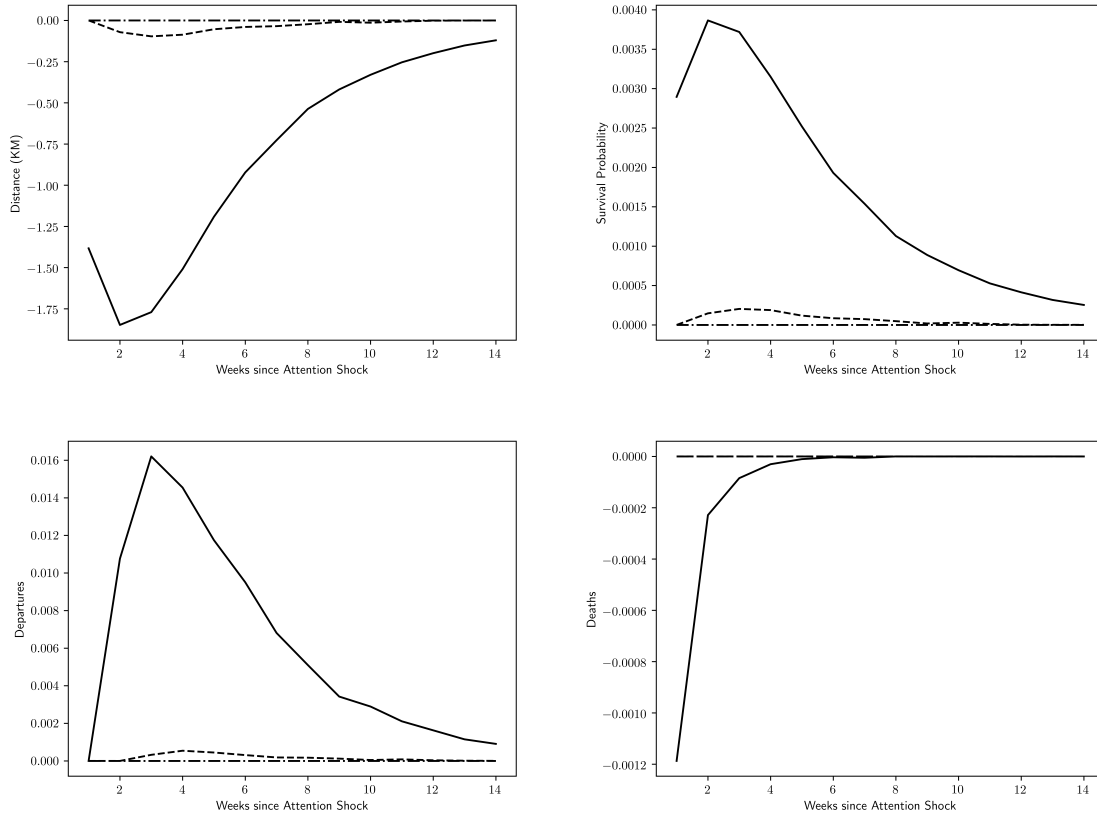 0.00
−0.25
−0.50
−0.75
−1.00
−1.25
−1.50
−1.75
Distance (KM)
2 4 6 8 10 12 14
Weeks since Attention Shock
0.0040
0.0035
0.0030
0.0025
0.0020
0.0015
0.0010
0.0005
0.0000
Survival Probability
2 4 6 8 10 12 14
Weeks since Attention Shock
0.016
0.014
0.012
0.010
0.008
0.006
0.004
0.002
0.000
Departures
2 4 6 8 10 12 14
Weeks since Attention Shock
0.0000
−0.0002
−0.0004
−0.0006
−0.0008
−0.0010
−0.0012
Deaths
2 4 6 8 10 12 14
Weeks since Attention Shock